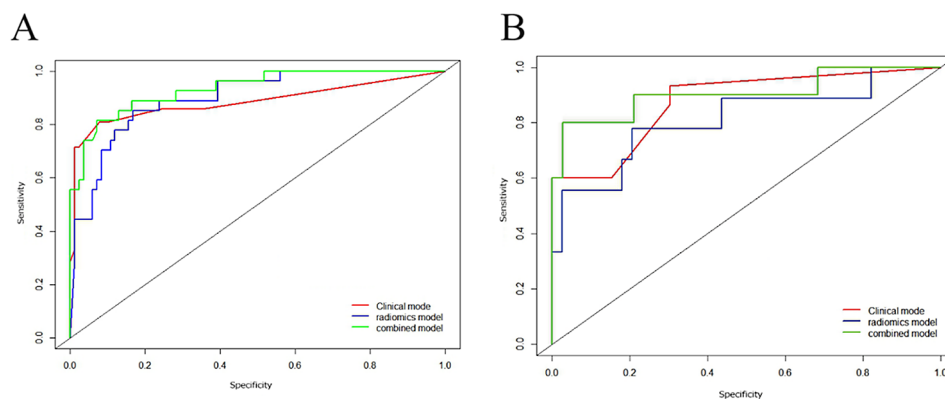 A
1.0
0.8
0.6
0.4
0.2
0.0
Sensitivity
Clinical mode
radiomics model
combined model
0.0 0.2 0.4 0.6 0.8 1.0
Specificity
B
1.0
0.8
0.6
0.4
0.2
0.0
Sensitivity
Clinical mode
radiomics model
combined model
0.0 0.2 0.4 0.6 0.8 1.0
Specificity